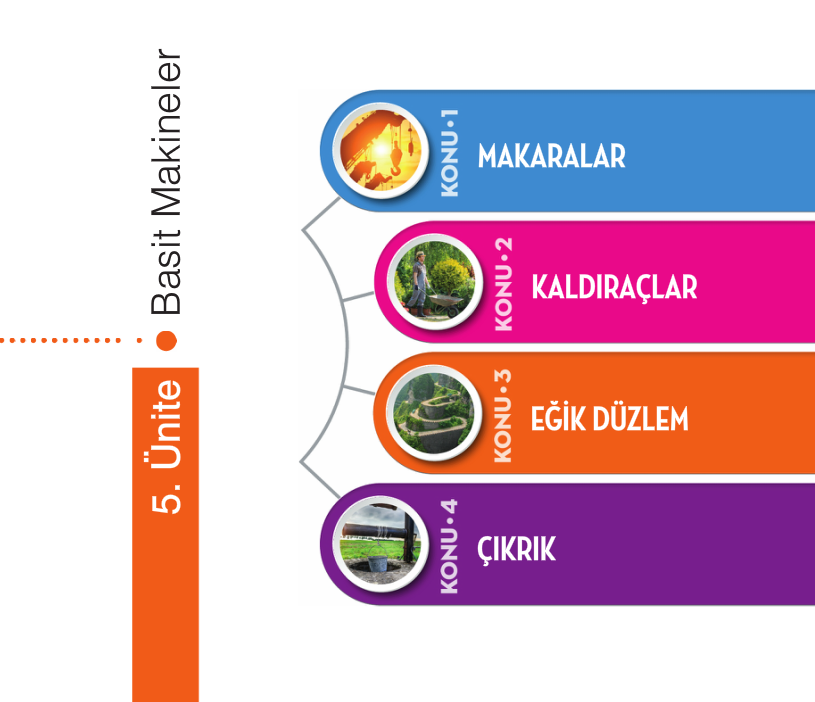 5. Ünite
Basit Makineler
KONU•1
MAKARALAR
KONU•2
KALDIRAÇLAR
KONU•3
EĞİK DÜZLEM
KONU•4
ÇIKRIK